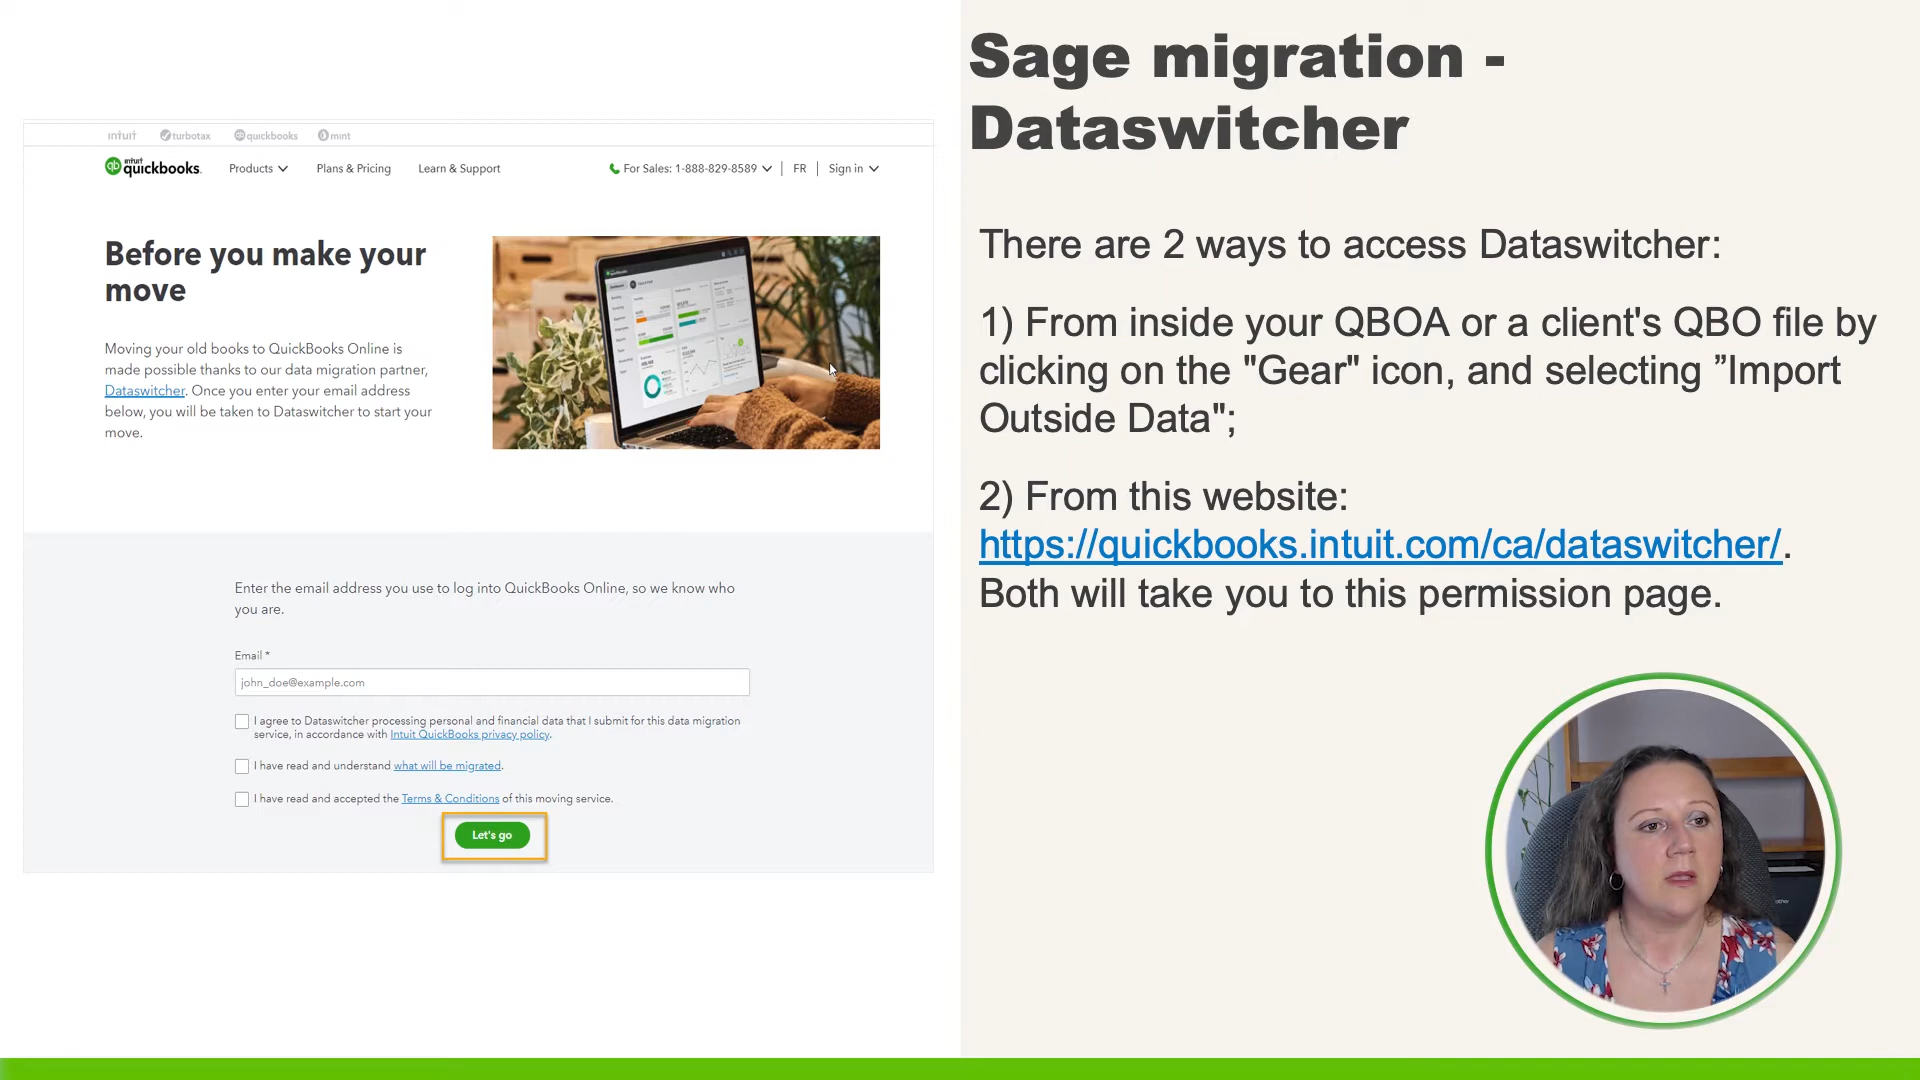 intuit turbotax quickbooks mint
intuit quickbooks. Products Plans & Pricing Learn & Support For Sales: 1-888-829-8589 FR Sign in
Before you make your
move
Moving your old books to QuickBooks Online is
made possible thanks to our data migration partner,
Dataswitcher. Once you enter your email address
below, you will be taken to Dataswitcher to start your
move.
Enter the email address you use to log into QuickBooks Online, so we know who
you are.
Email *
john_doe@example.com
I agree to Dataswitcher processing personal and financial data that I submit for this data migration
service, in accordance with Intuit QuickBooks privacy policy.
I have read and understand what will be migrated.
I have read and accepted the Terms & Conditions of this moving service.
Let's go
Sage migration -
Dataswitcher
There are 2 ways to access Dataswitcher:
1) From inside your QBOA or a client's QBO file by
clicking on the "Gear" icon, and selecting ”Import
Outside Data";
2) From this website:
https://quickbooks.intuit.com/ca/dataswitcher/.
Both will take you to this permission page.